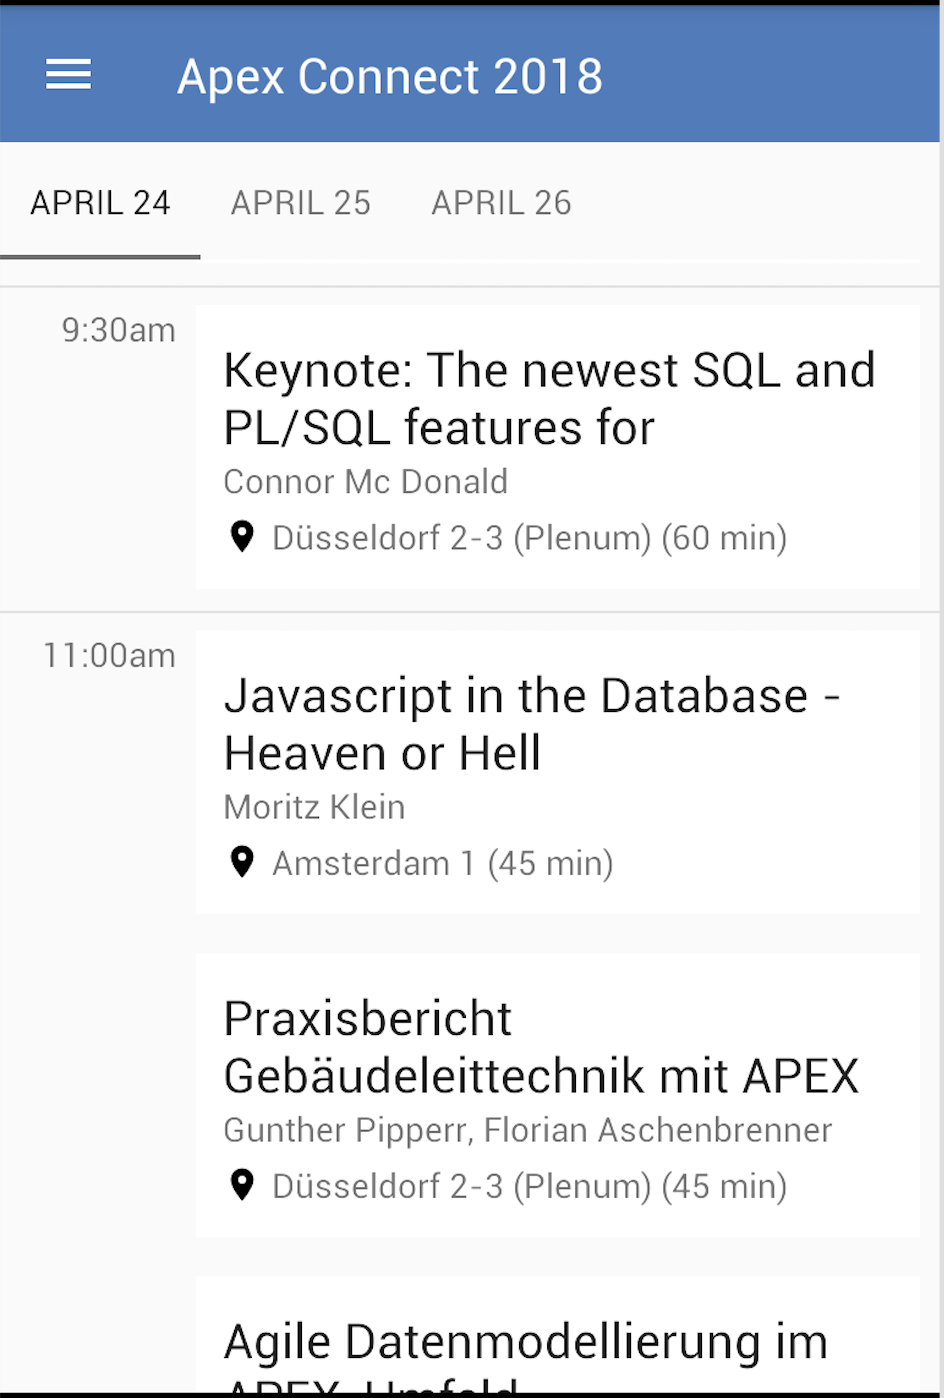 Apex Connect 2018
APRIL 24 APRIL 25 APRIL 26
9:30am
Keynote: The newest SQL and
PL/SQL features for
Connor Mc Donald
Düsseldorf 2-3 (Plenum) (60 min)
11:00am
Javascript in the Database -
Heaven or Hell
Moritz Klein
Amsterdam 1 (45 min)
Praxisbericht
Gebäudeleittechnik mit APEX
Gunther Pipperr, Florian Aschenbrenner
Düsseldorf 2-3 (Plenum) (45 min)
Agile Datenmodellierung im
APEX-Umfeld